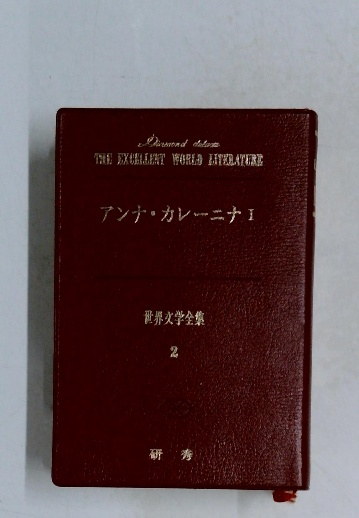 Diamond deluxe
THE EXCELLENT WORLD LITERATURE
アンナ・カレーニナ I
世界文学全集
2
研秀